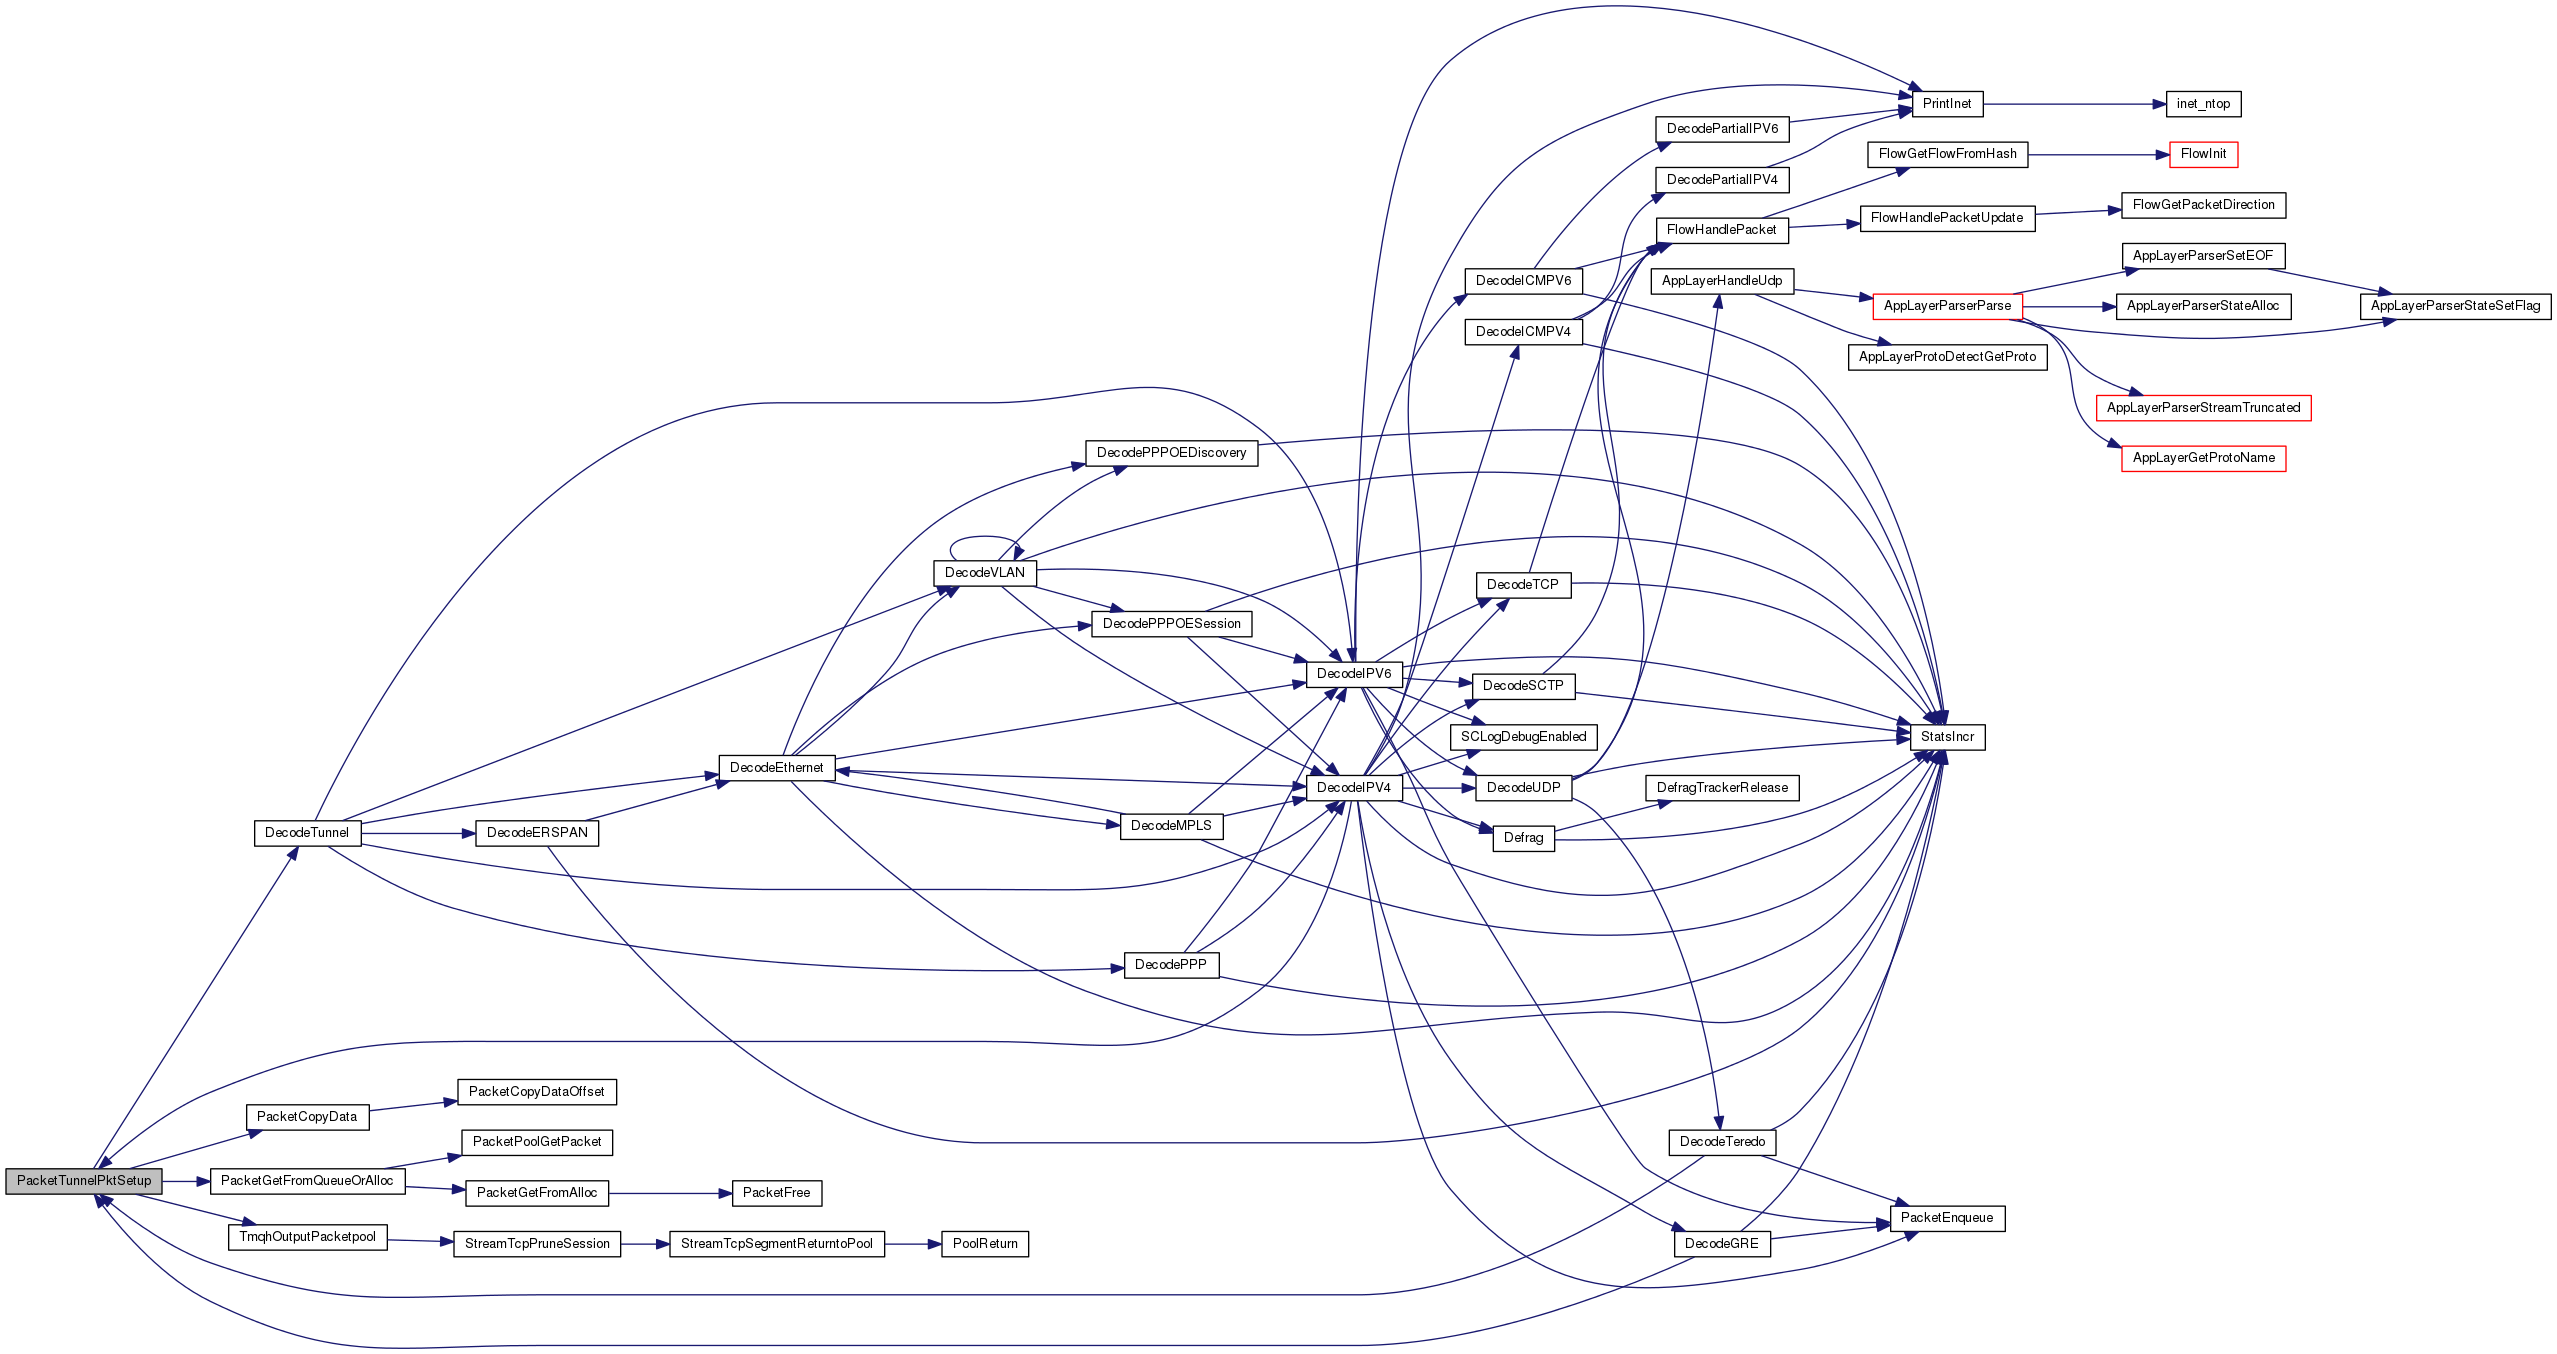 PrintInet
inet_ntop
DecodePartialIPV6
FlowGetFlowFromHash
FlowInit
DecodePartialIPV4
FlowGetPacketDirection
FlowHandlePacketUpdate
FlowHandlePacket
AppLayerParserSetEOF
DecodeICMPV6
AppLayerHandleUdp
AppLayerParserParse
AppLayerParserStateAlloc
AppLayerParserStateSetFlag
DecodeICMPV4
AppLayerProtoDetectGetProto
AppLayerParserStreamTruncated
DecodePPPOEDiscovery
AppLayerGetProtoName
DecodeVLAN
DecodeTCP
DecodePPPOESession
DecodeIPV6
DecodeSCTP
SCLogDebugEnabled
StatsIncr
DecodeEthernet
DecodeIPV4
DecodeUDP
DefragTrackerRelease
DecodeTunnel
DecodeERSPAN
DecodeMPLS
Defrag
DecodePPP
PacketCopyDataOffset
PacketCopyData
PacketPoolGetPacket
DecodeTeredo
PacketTunnelPktSetup
PacketGetFromQueueOrAlloc
PacketGetFromAlloc
PacketFree
PacketEnqueue
TmqhOutputPacketpool
StreamTcpPruneSession
StreamTcpSegmentReturntoPool
PoolReturn
DecodeGRE